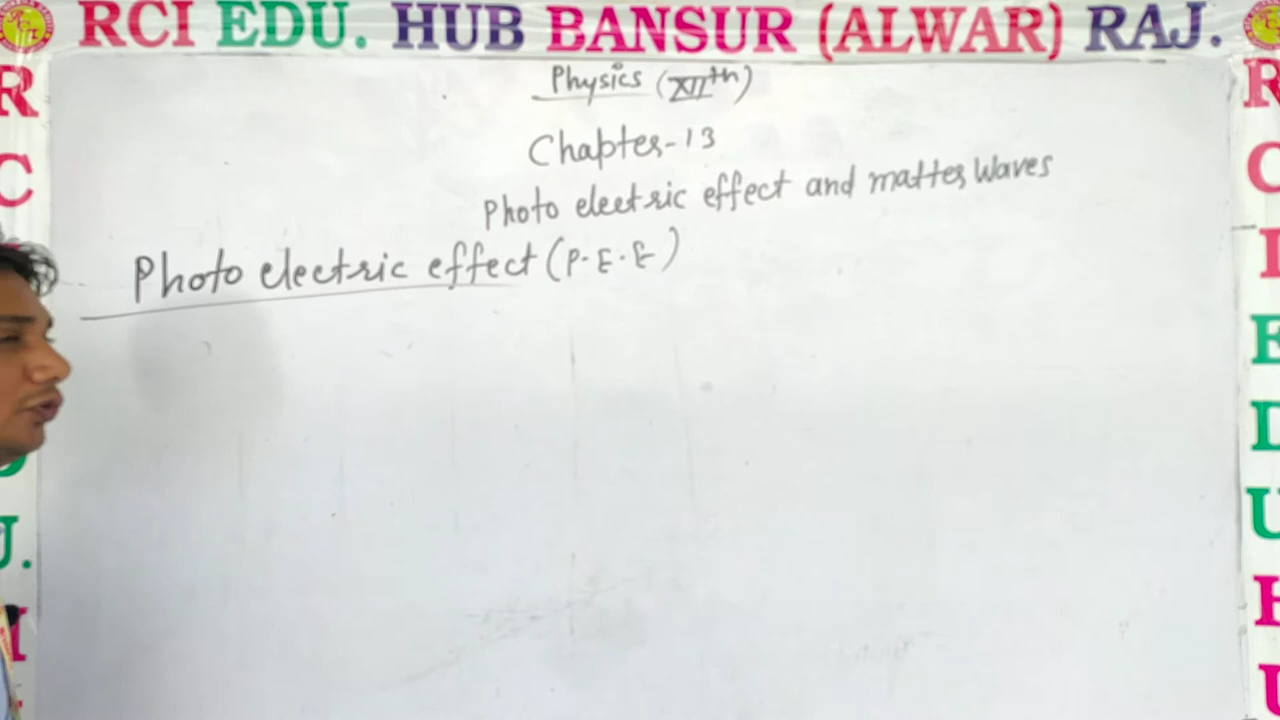 RCI EDU. HUB BANSUR (ALWAR) RAJ.
Physics (XIIth)
Chapter-13
Photo electric effect and matter waves
Photo electric effect (P.E.E)
R
C
U.
R
C
I
E
D
U
H
U